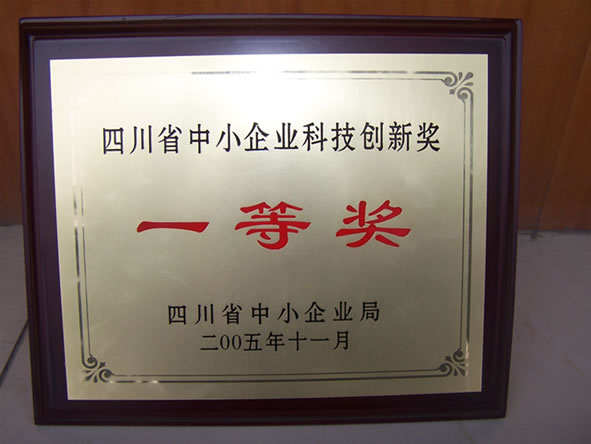 四川省中小企业科技创新奖
一等奖
四川省中小企业局
二00五年十一月